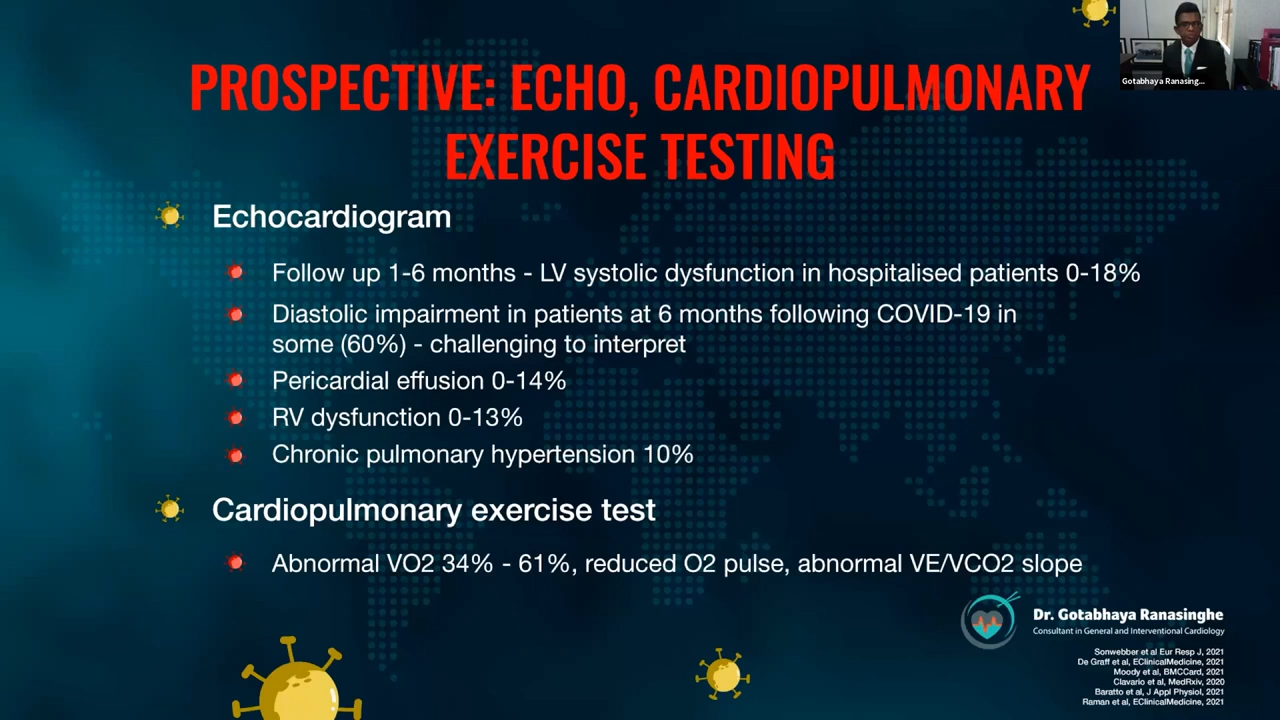 Gotabhaya Ranasing...
PROSPECTIVE: ECHO, CARDIOPULMONARY
EXERCISE TESTING
Echocardiogram
Follow up 1-6 months - LV systolic dysfunction in hospitalised patients 0-18%
Diastolic impairment in patients at 6 months following COVID-19 in
some (60%) - challenging to interpret
Pericardial effusion 0-14%
RV dysfunction 0-13%
Chronic pulmonary hypertension 10%
Cardiopulmonary exercise test
Abnormal VO2 34% - 61%, reduced O2 pulse, abnormal VE/VCO2 slope
Dr. Gotabhaya Ranasinghe
Consultant in General and Interventional Cardiology
Sonwebber et al Eur Resp J, 2021
De Graff et al, EClinicalMedicine, 2021
Moody et al, BMCCard, 2021
Clavario et al, MedRxiv, 2020
Baratto et al, J Appl Physiol, 2021
Raman et al, EClinicalMedicine, 2021